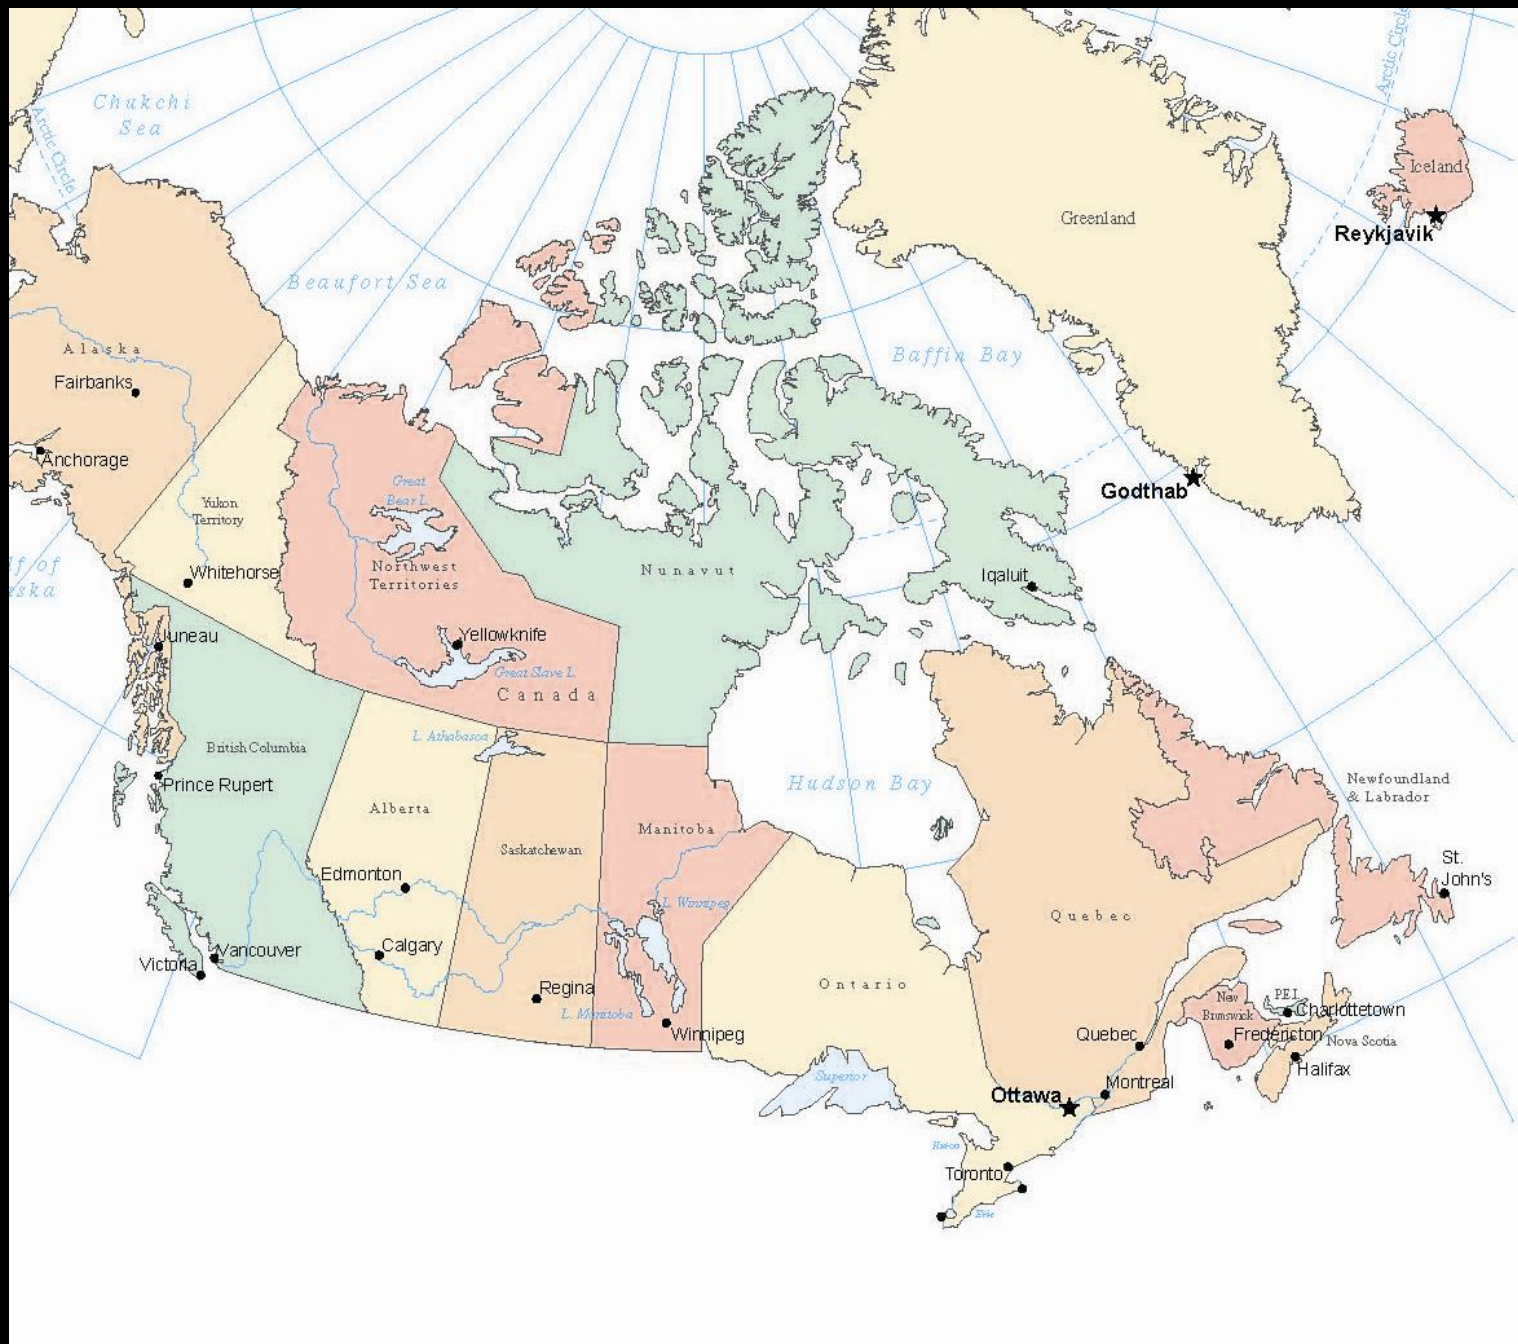 Chukchi
Sea
Arctic Circle
Arctic Circle
Iceland
Reykjavik
Greenland
Beaufort Sea
Baffin Bay
Alaska
Fairbanks
Anchorage
Great
Bear L.
Godthab
Yukon
Territory
lf of
ska
Whitehorse
Northwest
Territories
Nunavut
Iqaluit
Juneau
Yellowknife
Great Slave L.
Canada
L. Athabasca
British Columbia
Prince Rupert
Hudson Bay
Newfoundland
& Labrador
Alberta
Manitoba
Saskatchewan
Edmonton
St.
John's
L. Winnipeg
Quebec
Calgary
Vancouver
Victoria
Ontario
Regina
L. Manitoba
Winnipeg
New
Brunswick
P.E.I.
Charlottetown
Fredericton
Nova Scotia
Halifax
Quebec
Montreal
Superior
Ottawa
Huron
Toronto
Erie